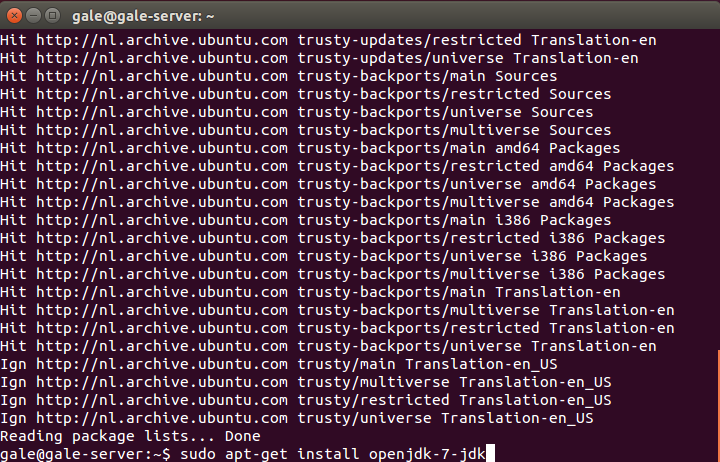 gale@gale-server: ~
Hit http://nl.archive.ubuntu.com trusty-updates/restricted Translation-en
Hit http://nl.archive.ubuntu.com trusty-updates/universe Translation-en
Hit http://nl.archive.ubuntu.com trusty-backports/main Sources
Hit http://nl.archive.ubuntu.com trusty-backports/restricted Sources
Hit http://nl.archive.ubuntu.com trusty-backports/universe Sources
Hit http://nl.archive.ubuntu.com trusty-backports/multiverse Sources
Hit http://nl.archive.ubuntu.com trusty-backports/main amd64 Packages
Hit http://nl.archive.ubuntu.com trusty-backports/restricted amd64 Packages
Hit http://nl.archive.ubuntu.com trusty-backports/universe amd64 Packages
Hit http://nl.archive.ubuntu.com trusty-backports/multiverse amd64 Packages
Hit http://nl.archive.ubuntu.com trusty-backports/main i386 Packages
Hit http://nl.archive.ubuntu.com trusty-backports/restricted i386 Packages
Hit http://nl.archive.ubuntu.com trusty-backports/universe i386 Packages
Hit http://nl.archive.ubuntu.com trusty-backports/multiverse i386 Packages
Hit http://nl.archive.ubuntu.com trusty-backports/main Translation-en
Hit http://nl.archive.ubuntu.com trusty-backports/multiverse Translation-en
Hit http://nl.archive.ubuntu.com trusty-backports/restricted Translation-en
Hit http://nl.archive.ubuntu.com trusty-backports/universe Translation-en
Ign http://nl.archive.ubuntu.com trusty/main Translation-en_US
Ign http://nl.archive.ubuntu.com trusty/multiverse Translation-en_US
Ign http://nl.archive.ubuntu.com trusty/restricted Translation-en_US
Ign http://nl.archive.ubuntu.com trusty/universe Translation-en_US
Reading package lists... Done
gale@gale-server:~$ sudo apt-get install openjdk-7-jdk